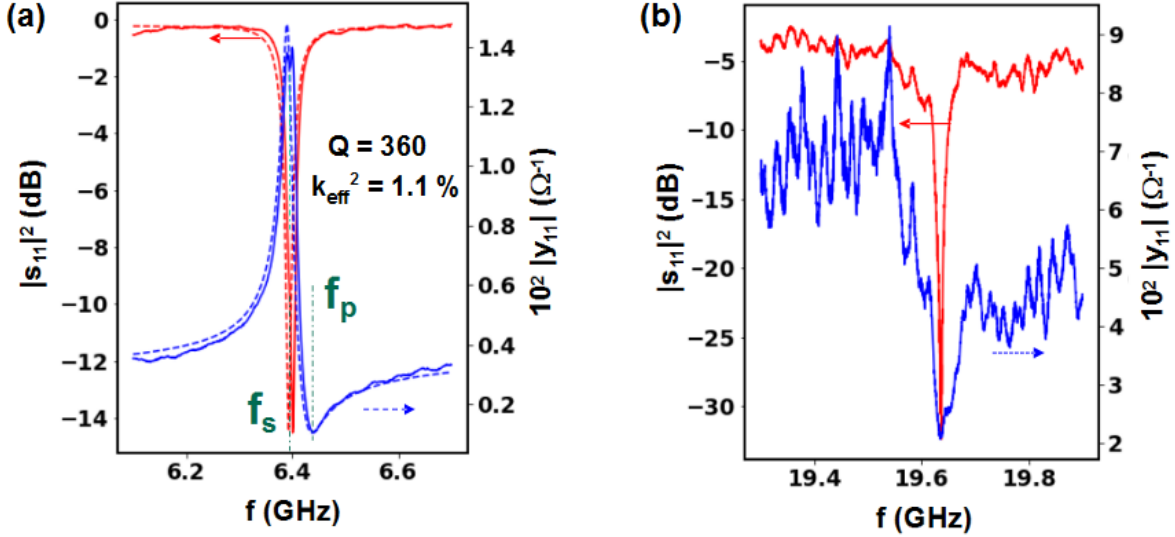 (a)
|s₁₁|² (dB)
0
−2
−4
−6
−8
−10
−12
−14
Q = 360
k_eff² = 1.1 %
f_p
f_s
1.4
1.2
1.0
0.8
0.6
0.4
0.2
10² |y₁₁| (Ω⁻¹)
6.2
6.4
6.6
f (GHz)
(b)
|s₁₁|² (dB)
−5
−10
−15
−20
−25
−30
9
8
7
6
5
4
3
2
10² |y₁₁| (Ω⁻¹)
19.4
19.6
19.8
f (GHz)